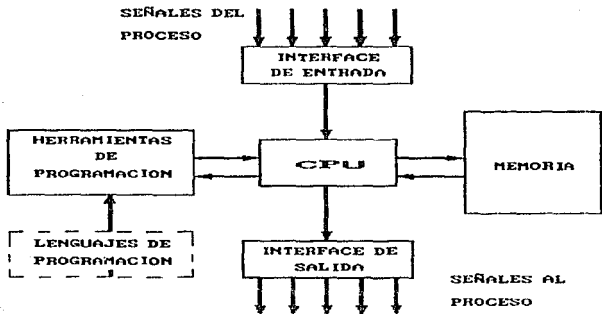 SEÑALES DEL
PROCESO
INTERFACE
DE ENTRADA
HERRAMIENTAS
DE
PROGRAMACION
CPU
MEMORIA
LENGUAJES DE
PROGRAMACION
INTERFACE DE
SALIDA
SEÑALES AL
PROCESO